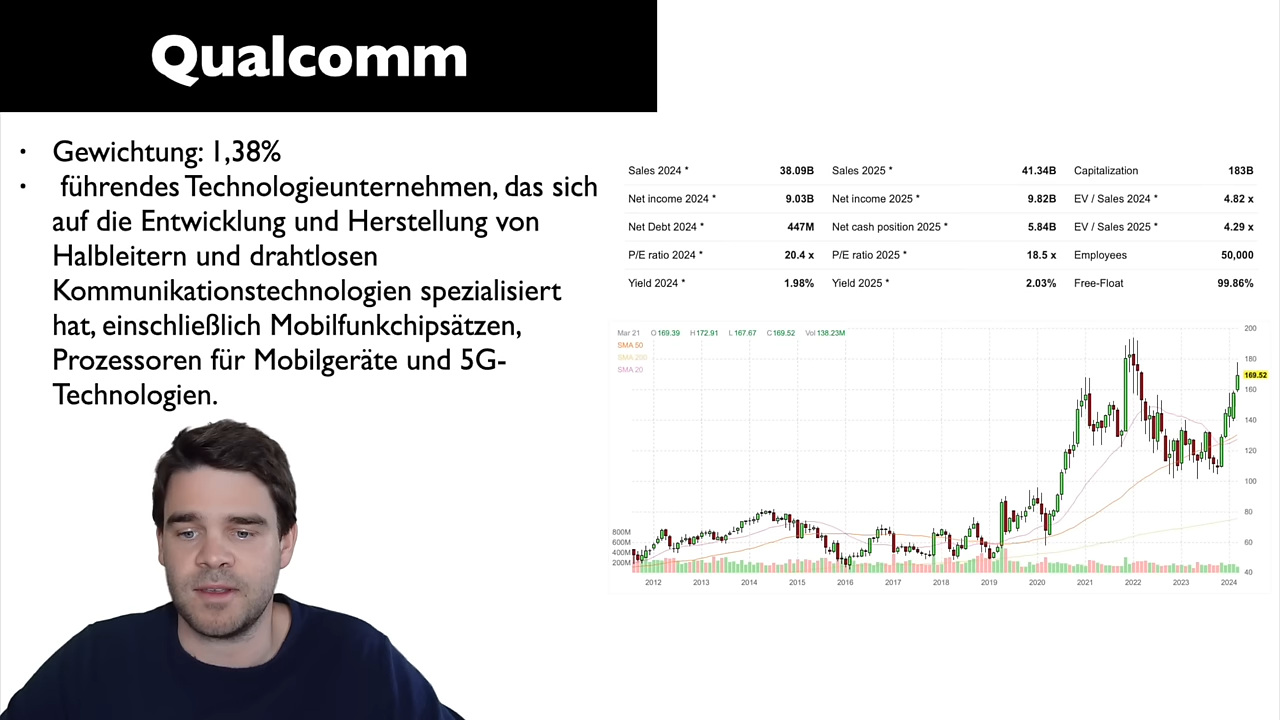 Qualcomm
• Gewichtung: 1,38%
• führendes Technologieunternehmen, das sich
auf die Entwicklung und Herstellung von
Halbleitern und drahtlosen
Kommunikationstechnologien spezialisiert
hat, einschließlich Mobilfunkchipsätzen,
Prozessoren für Mobilgeräte und 5G-
Technologien.
Sales 2024 * 38.09B Sales 2025 * 41.34B Capitalization 183B
Net income 2024 * 9.03B Net income 2025 * 9.82B EV / Sales 2024 * 4.82 x
Net Debt 2024 * 447M Net cash position 2025 * 5.84B EV / Sales 2025 * 4.29 x
P/E ratio 2024 * 20.4 x P/E ratio 2025 * 18.5 x Employees 50,000
Yield 2024 * 1.98% Yield 2025 * 2.03% Free-Float 99.86%
Mar 21 O 169.39 H 172.91 L 167.67 C 169.52 Vol 138.23M
SMA 50
SMA 200
SMA 20
200
180
169.52
160
140
120
100
80
60
40
800M
600M
400M
200M
2012 2013 2014 2015 2016 2017 2018 2019 2020 2021 2022 2023 2024